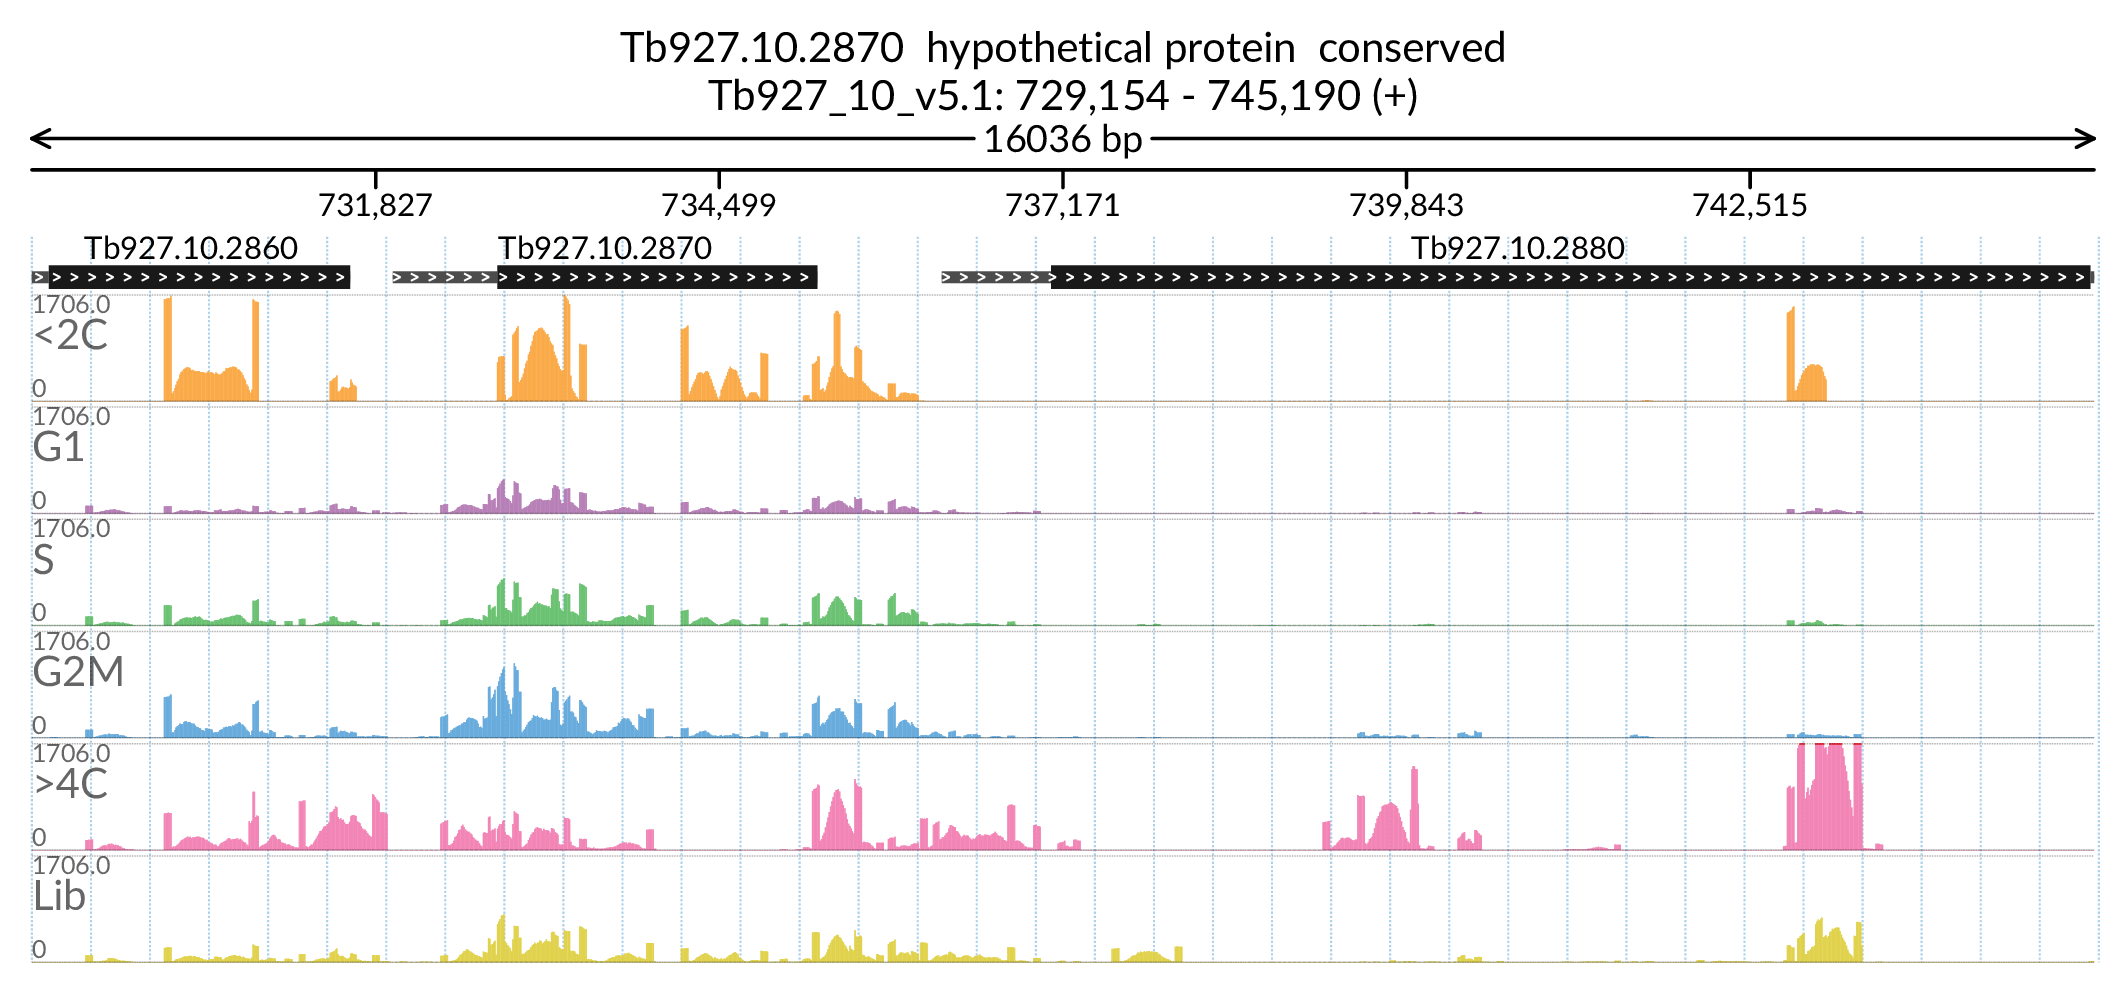 Tb927.10.2870 hypothetical protein conserved
Tb927_10_v5.1: 729,154 - 745,190 (+)
16036 bp
731,827 734,499 737,171 739,843 742,515
Tb927.10.2860 Tb927.10.2870 Tb927.10.2880
1706.0
<2C
0
1706.0
G1
0
1706.0
S
0
1706.0
G2M
0
1706.0
>4C
0
1706.0
Lib
0